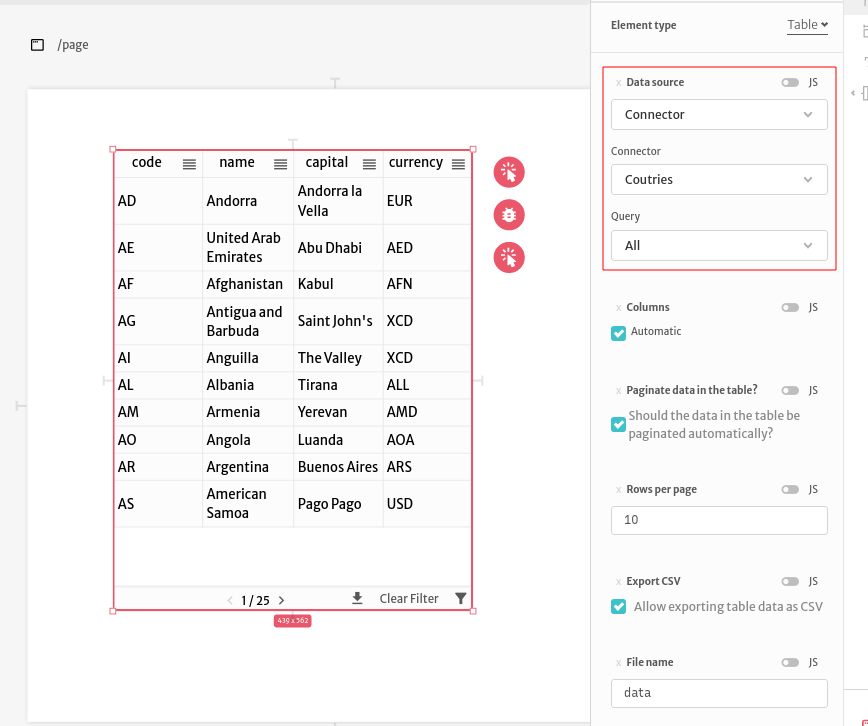 /page
code name capital currency
AD Andorra Andorra la Vella EUR
AE United Arab Emirates Abu Dhabi AED
AF Afghanistan Kabul AFN
AG Antigua and Barbuda Saint John's XCD
AI Anguilla The Valley XCD
AL Albania Tirana ALL
AM Armenia Yerevan AMD
AO Angola Luanda AOA
AR Argentina Buenos Aires ARS
AS American Samoa Pago Pago USD
1 / 25 Clear Filter
439 x 562
Element type Table
x Data source JS
Connector
Connector
Coutries
Query
All
x Columns JS
Automatic
x Paginate data in the table? JS
Should the data in the table be
paginated automatically?
x Rows per page JS
10
x Export CSV JS
Allow exporting table data as CSV
x File name JS
data